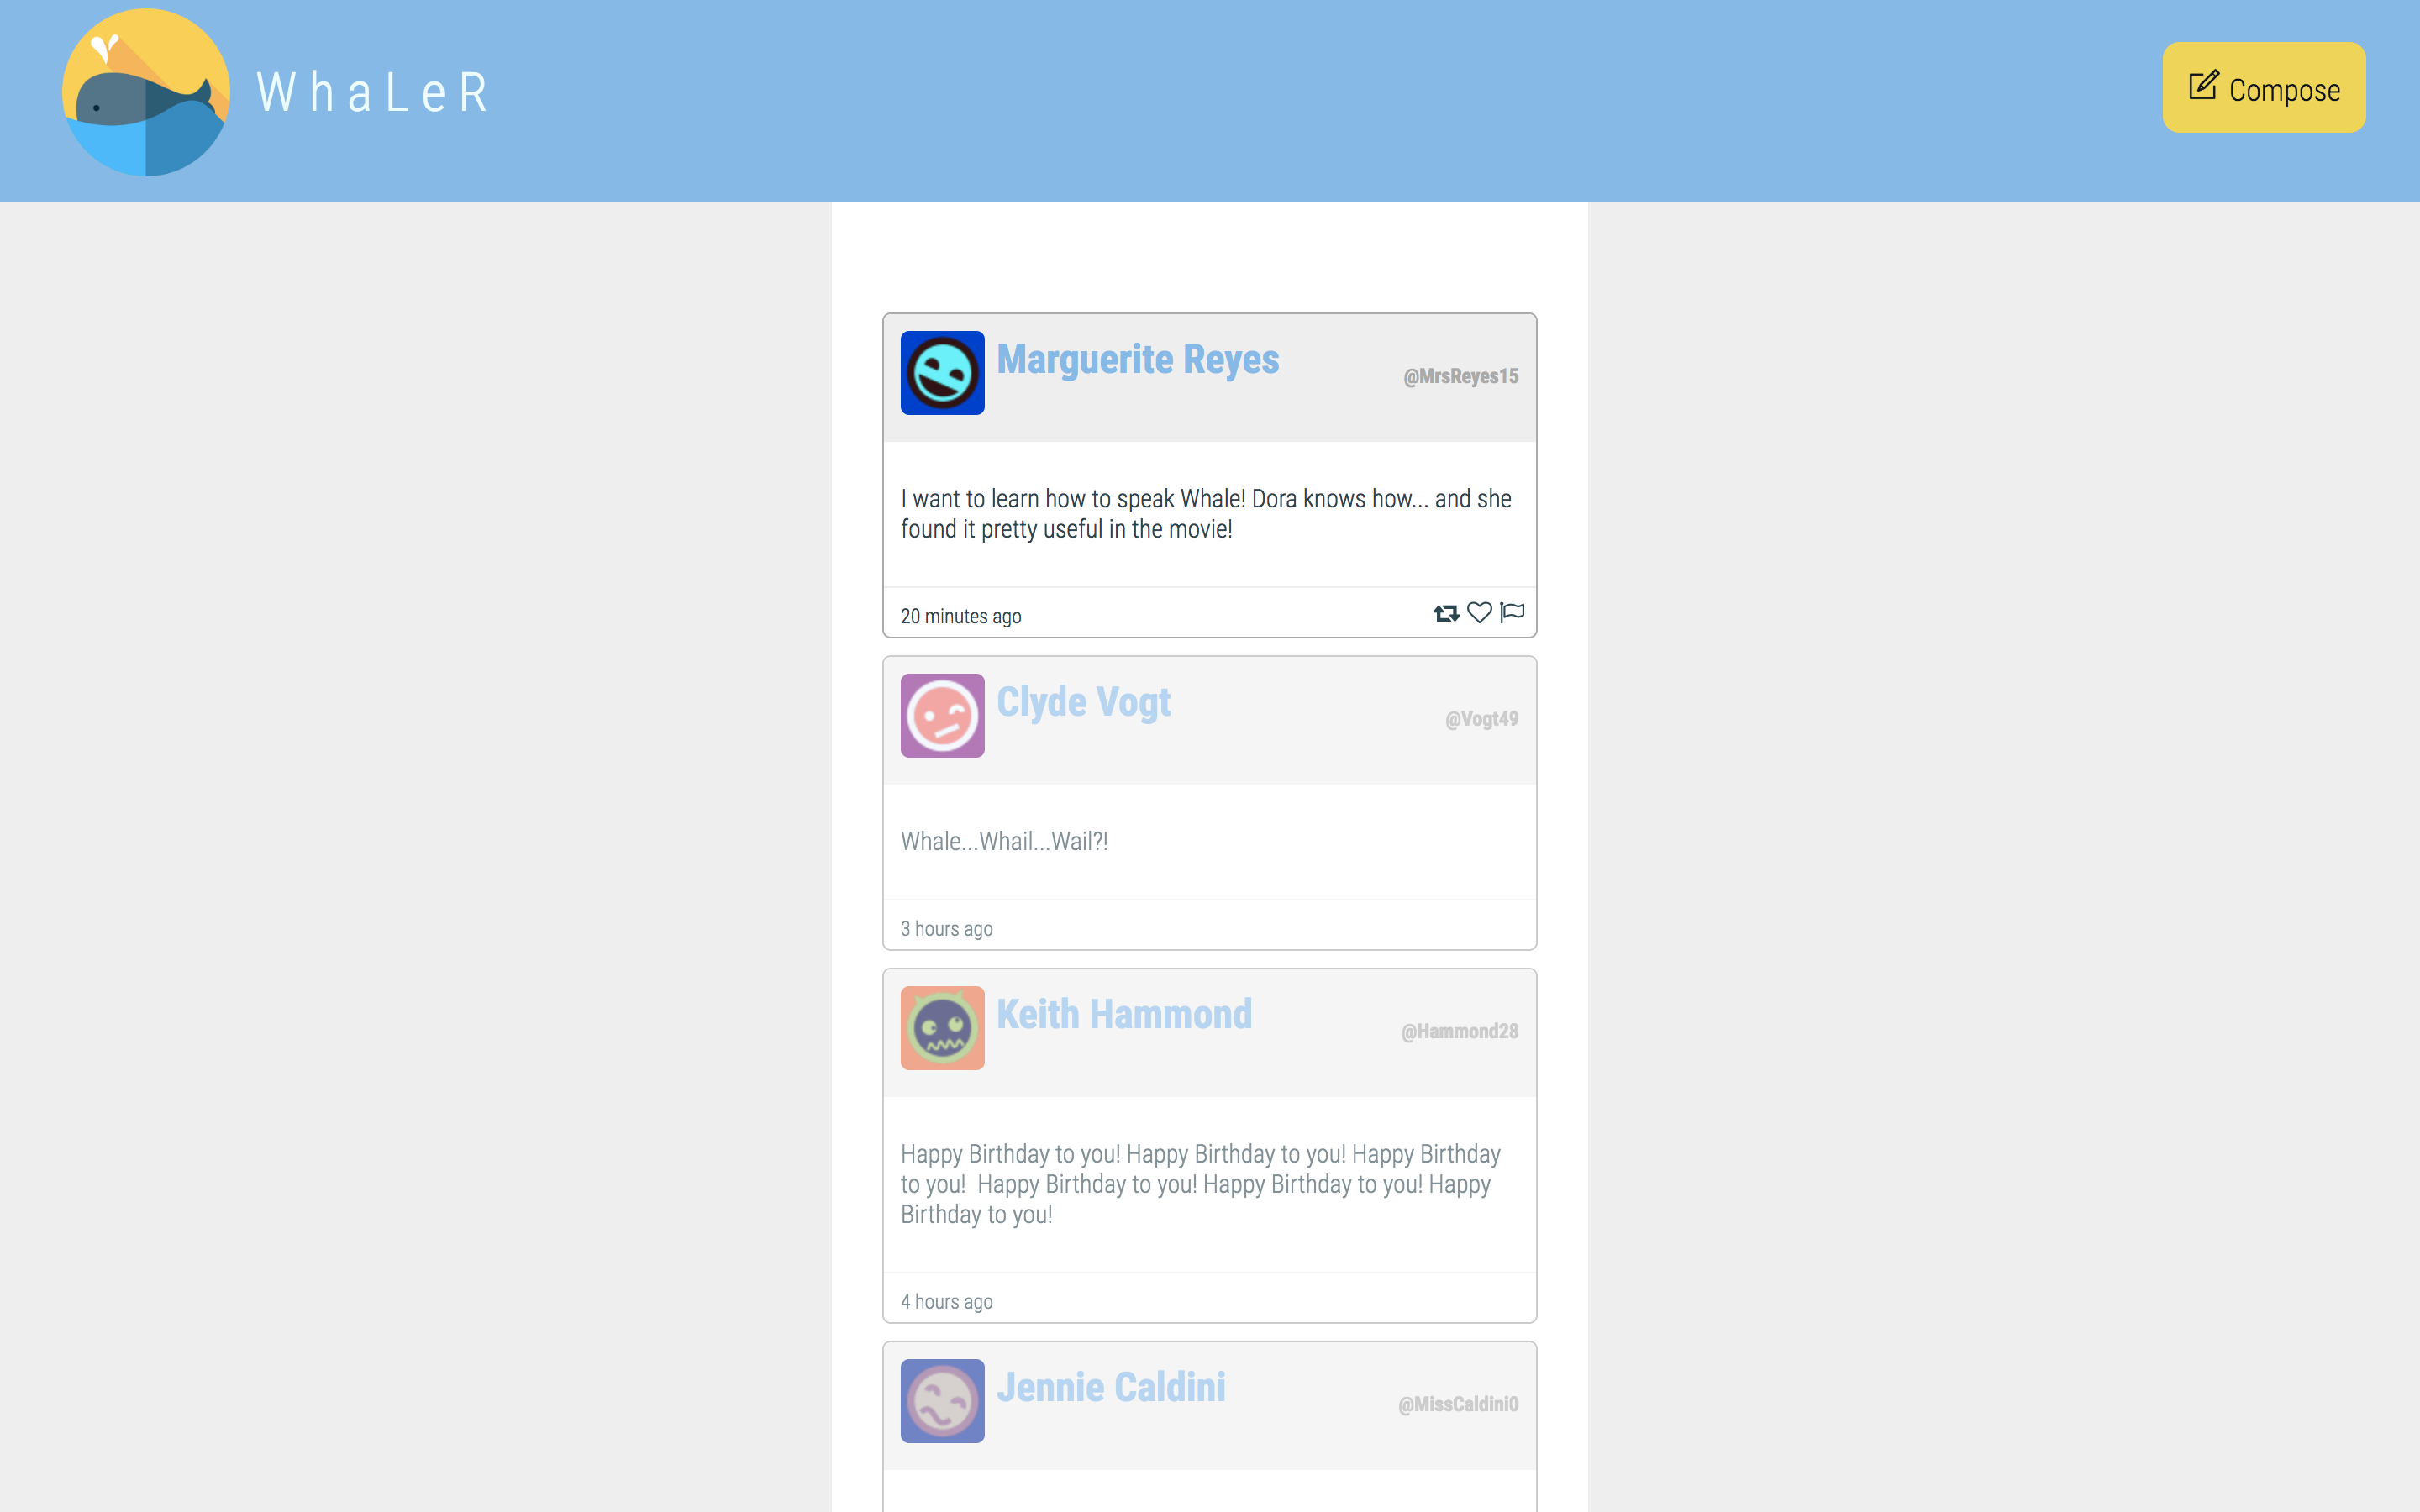 WhaLeR
Compose
Marguerite Reyes
@MrsReyes15
I want to learn how to speak Whale! Dora knows how... and she
found it pretty useful in the movie!
20 minutes ago
Clyde Vogt
@Vogt49
Whale...Whail...Wail?!
3 hours ago
Keith Hammond
@Hammond28
Happy Birthday to you! Happy Birthday to you! Happy Birthday
to you!  Happy Birthday to you! Happy Birthday to you! Happy
Birthday to you!
4 hours ago
Jennie Caldini
@MissCaldini0